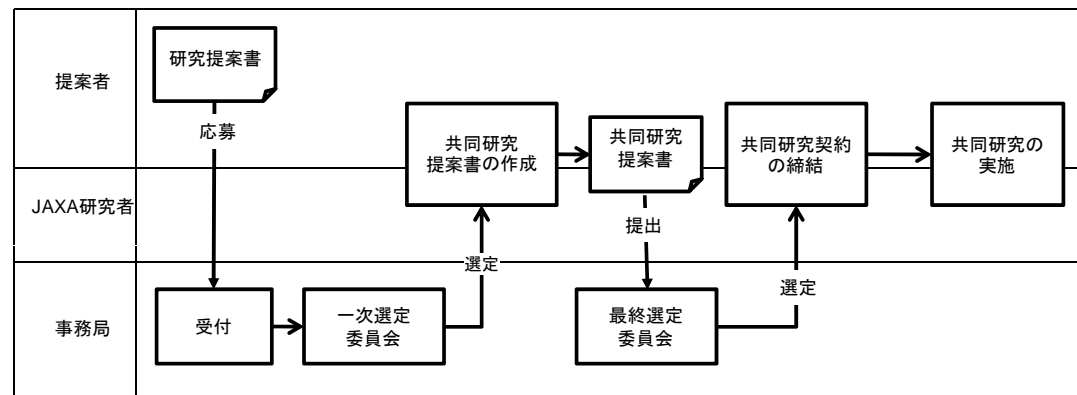 提案者
研究提案書
応募
共同研究
提案書の作成
共同研究
提案書
共同研究契約
の締結
共同研究の
実施
JAXA研究者
提出
選定
選定
事務局
受付
一次選定
委員会
最終選定
委員会